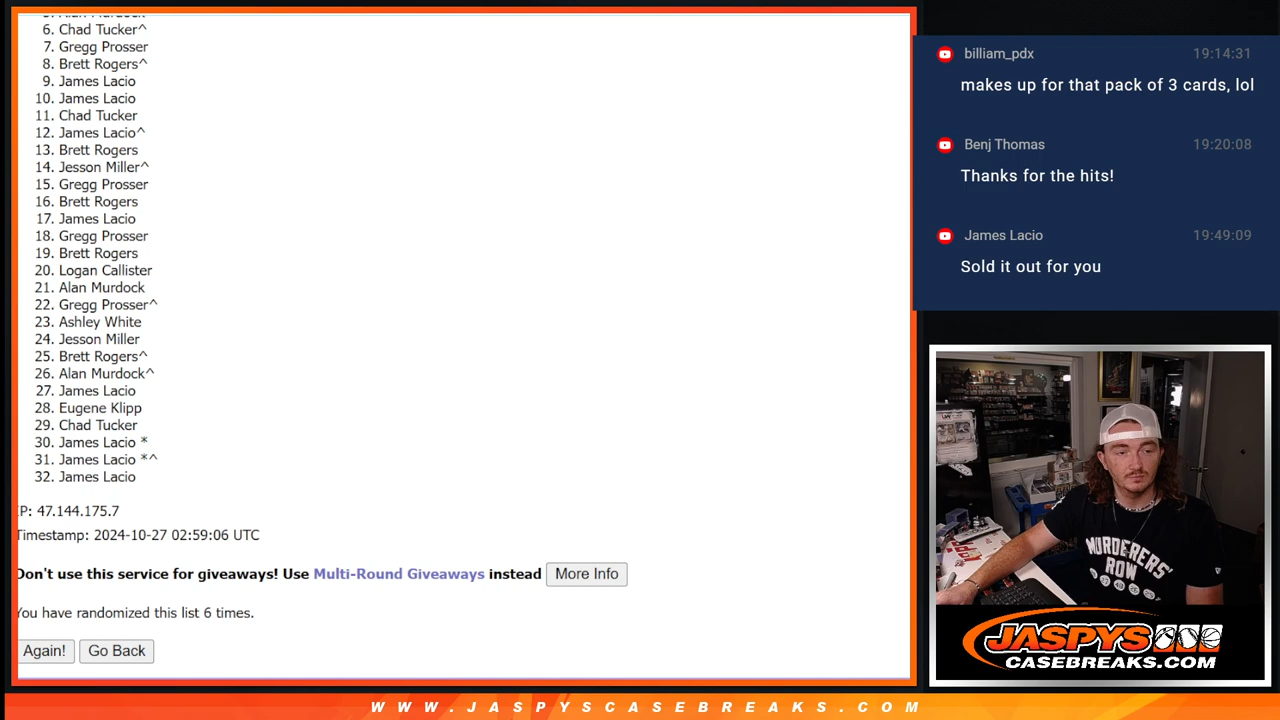 6. Chad Tucker^
7. Gregg Prosser
8. Brett Rogers^
9. James Lacio
10. James Lacio
11. Chad Tucker
12. James Lacio^
13. Brett Rogers
14. Jesson Miller^
15. Gregg Prosser
16. Brett Rogers
17. James Lacio
18. Gregg Prosser
19. Brett Rogers
20. Logan Callister
21. Alan Murdock
22. Gregg Prosser^
23. Ashley White
24. Jesson Miller
25. Brett Rogers^
26. Alan Murdock^
27. James Lacio
28. Eugene Klipp
29. Chad Tucker
30. James Lacio *
31. James Lacio *^
32. James Lacio
IP: 47.144.175.7
Timestamp: 2024-10-27 02:59:06 UTC
Don't use this service for giveaways! Use Multi-Round Giveaways instead More Info
You have randomized this list 6 times.
Again! Go Back
billiam_pdx 19:14:31
makes up for that pack of 3 cards, lol
Benj Thomas 19:20:08
Thanks for the hits!
James Lacio 19:49:09
Sold it out for you
MURDERERS'
ROW
JASPYS
CASEBREAKS.COM
WWW.JASPYSCASEBREAKS.COM